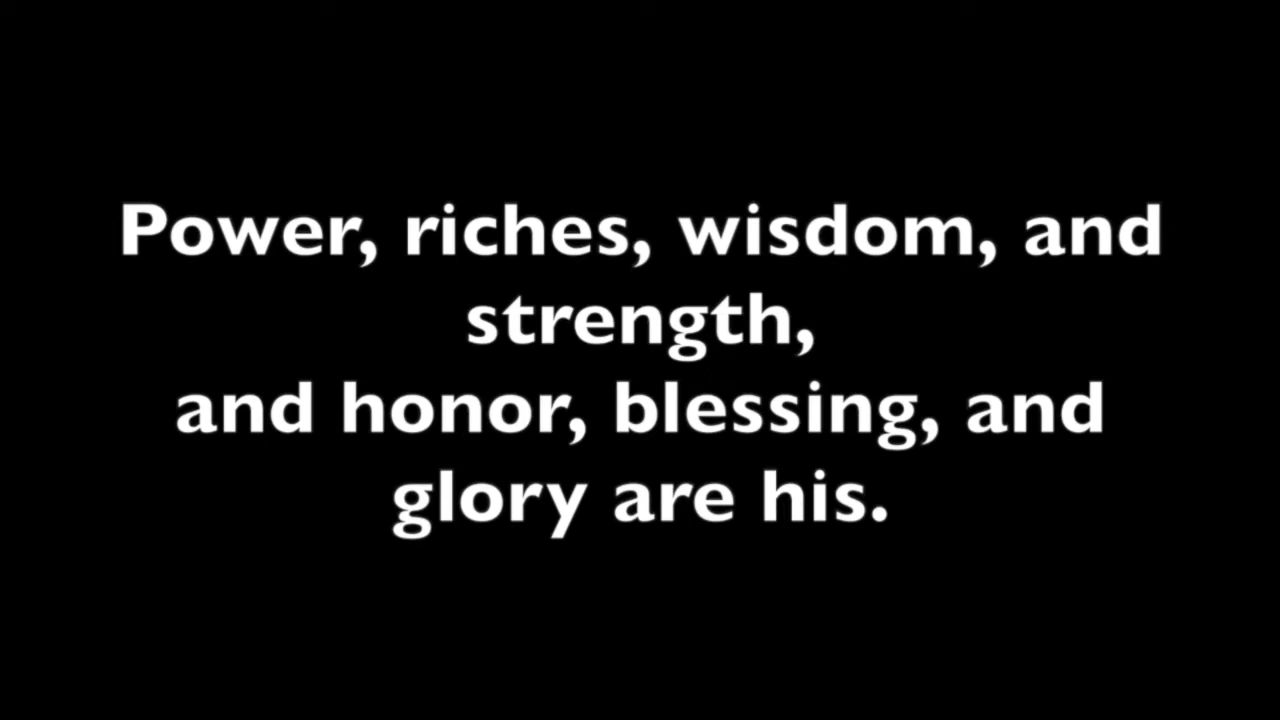 Power, riches, wisdom, and
strength,
and honor, blessing, and
glory are his.